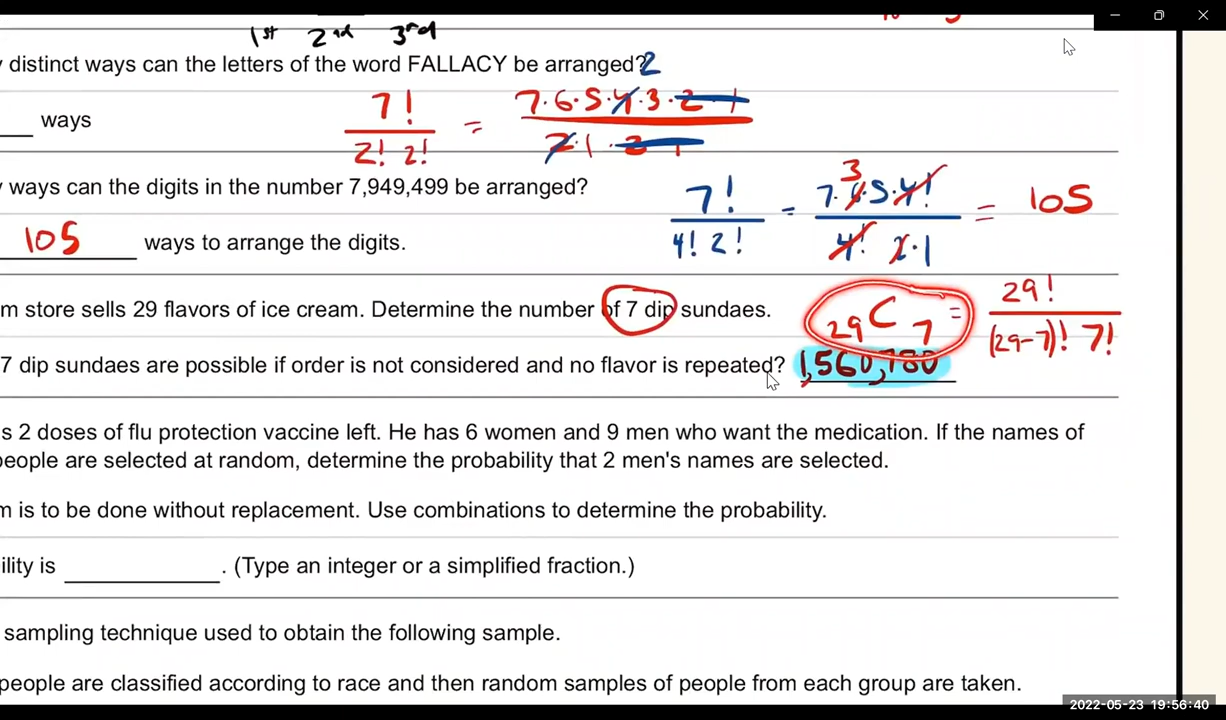 1st 2nd 3rd
distinct ways can the letters of the word FALLACY be arranged? 2
ways
7! / 2! 2! = 7·6·5·4·3·2·1 / 2·1·2·1
ways can the digits in the number 7,949,499 be arranged?
7! / 4! 2! = 7·6·5·4! / 4! 2·1 = 105
3
105 ways to arrange the digits.
m store sells 29 flavors of ice cream. Determine the number of 7 dip sundaes.
29C7 = 29! / (29-7)! 7!
7 dip sundaes are possible if order is not considered and no flavor is repeated? 1,560,780
s 2 doses of flu protection vaccine left. He has 6 women and 9 men who want the medication. If the names of
people are selected at random, determine the probability that 2 men's names are selected.
m is to be done without replacement. Use combinations to determine the probability.
ility is . (Type an integer or a simplified fraction.)
sampling technique used to obtain the following sample.
people are classified according to race and then random samples of people from each group are taken.
2022-05-23 19:56:40